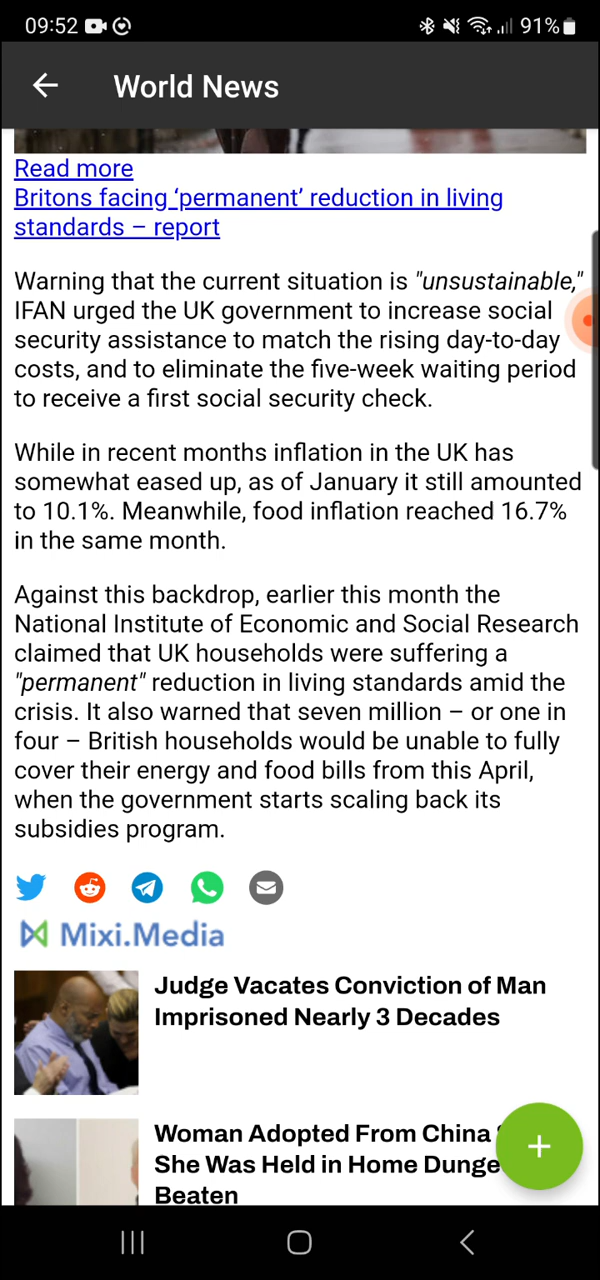 09:52
91%
World News
Read more
Britons facing ‘permanent’ reduction in living
standards – report
Warning that the current situation is "unsustainable,"
IFAN urged the UK government to increase social
security assistance to match the rising day-to-day
costs, and to eliminate the five-week waiting period
to receive a first social security check.
While in recent months inflation in the UK has
somewhat eased up, as of January it still amounted
to 10.1%. Meanwhile, food inflation reached 16.7%
in the same month.
Against this backdrop, earlier this month the
National Institute of Economic and Social Research
claimed that UK households were suffering a
"permanent" reduction in living standards amid the
crisis. It also warned that seven million – or one in
four – British households would be unable to fully
cover their energy and food bills from this April,
when the government starts scaling back its
subsidies program.
Mixi.Media
Judge Vacates Conviction of Man
Imprisoned Nearly 3 Decades
Woman Adopted From China
She Was Held in Home Dunge
Beaten